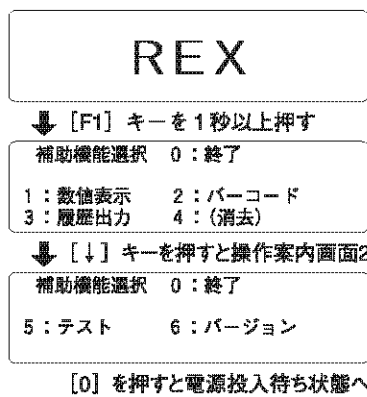 REX
[F1] キーを1秒以上押す
補助機能選択 0:終了
1:数値表示 2:バーコード
3:履歴出力 4:(消去)
[↓] キーを押すと操作案内画面2
補助機能選択 0:終了
5:テスト 6:バージョン
[0] を押すと電源投入待ち状態へ